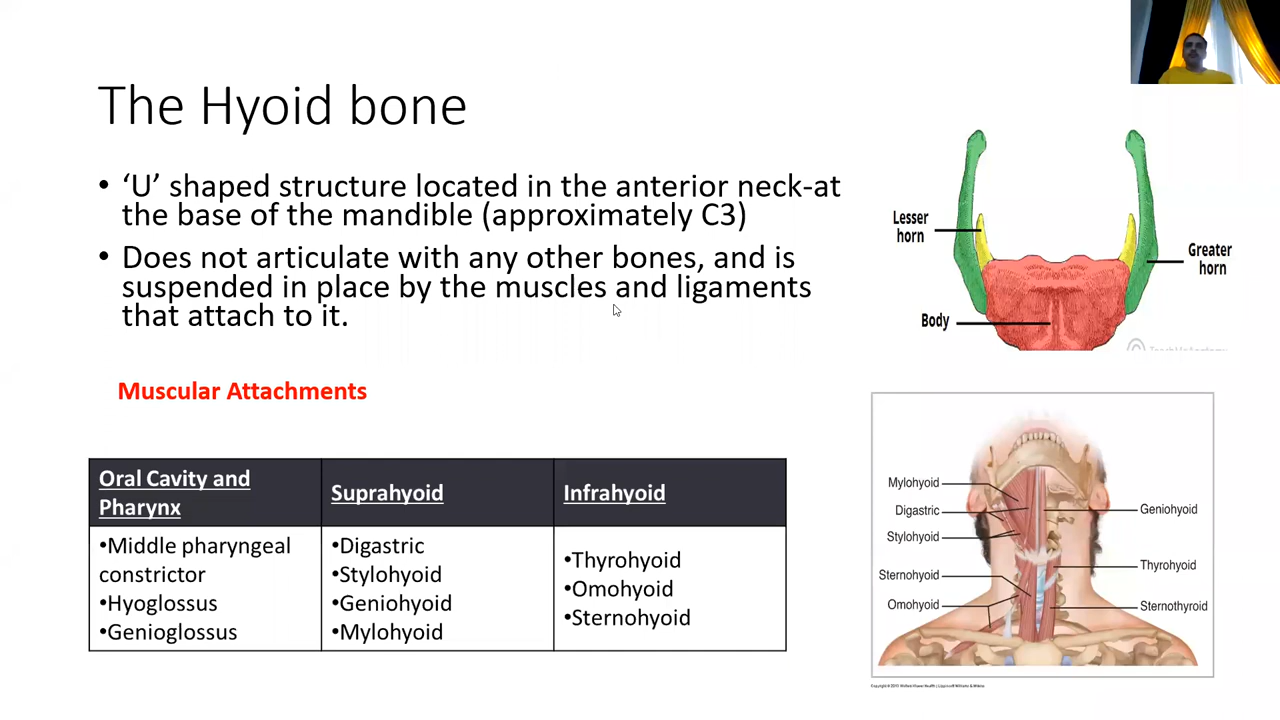 The Hyoid bone
• ‘U’ shaped structure located in the anterior neck-at
the base of the mandible (approximately C3)
• Does not articulate with any other bones, and is
suspended in place by the muscles and ligaments
that attach to it.
Muscular Attachments
Oral Cavity and
Pharynx
Suprahyoid
Infrahyoid
•Middle pharyngeal
constrictor
•Hyoglossus
•Genioglossus
•Digastric
•Stylohyoid
•Geniohyoid
•Mylohyoid
•Thyrohyoid
•Omohyoid
•Sternohyoid
Lesser
horn
Greater
horn
Body
Mylohyoid
Digastric
Stylohyoid
Sternohyoid
Omohyoid
Geniohyoid
Thyrohyoid
Sternothyroid